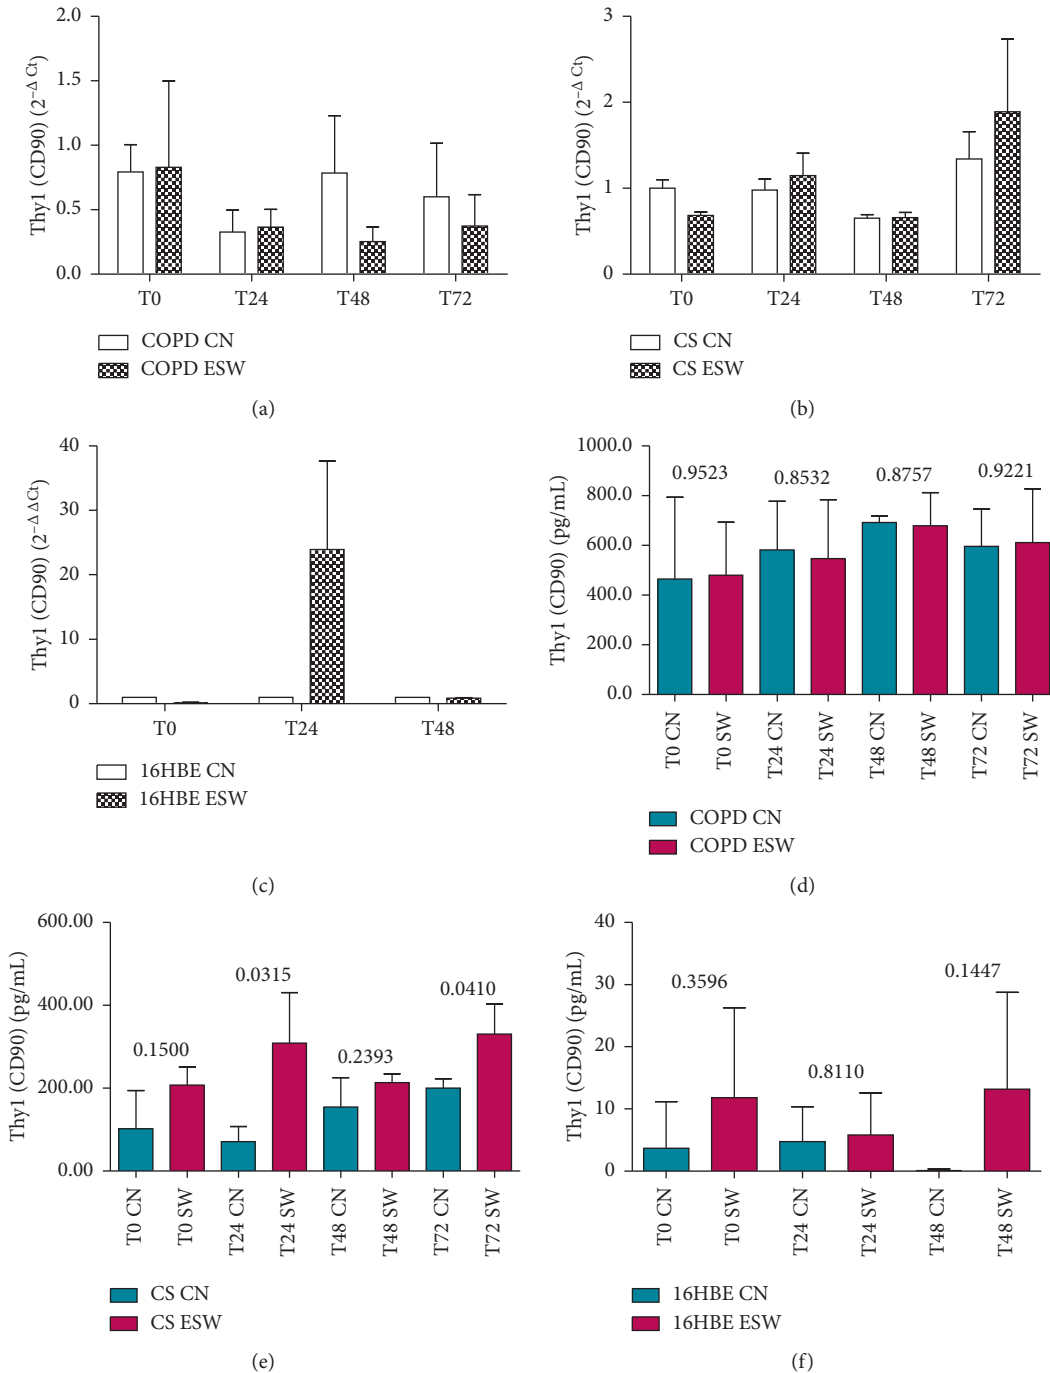 Thy1 (CD90) (2^−Δ Ct)
2.0
1.5
1.0
0.5
0.0
T0 T24 T48 T72
COPD CN
COPD ESW
(a)
Thy1 (CD90) (2^−Δ Ct)
3
2
1
0
T0 T24 T48 T72
CS CN
CS ESW
(b)
Thy1 (CD90) (2^−Δ ΔCt)
40
30
20
10
0
T0 T24 T48
16HBE CN
16HBE ESW
(c)
Thy1 (CD90) (pg/mL)
1000.0
800.0
600.0
400.0
200.0
0.0
0.9523 0.8532 0.8757 0.9221
T0 CN
T0 SW
T24 CN
T24 SW
T48 CN
T48 SW
T72 CN
T72 SW
COPD CN
COPD ESW
(d)
Thy1 (CD90) (pg/mL)
600.00
400.00
200.00
0.00
0.1500 0.0315 0.2393 0.0410
T0 CN
T0 SW
T24 CN
T24 SW
T48 CN
T48 SW
T72 CN
T72 SW
CS CN
CS ESW
(e)
Thy1 (CD90) (pg/mL)
40
30
20
10
0
0.3596 0.8110 0.1447
T0 CN
T0 SW
T24 CN
T24 SW
T48 CN
T48 SW
16HBE CN
16HBE ESW
(f)